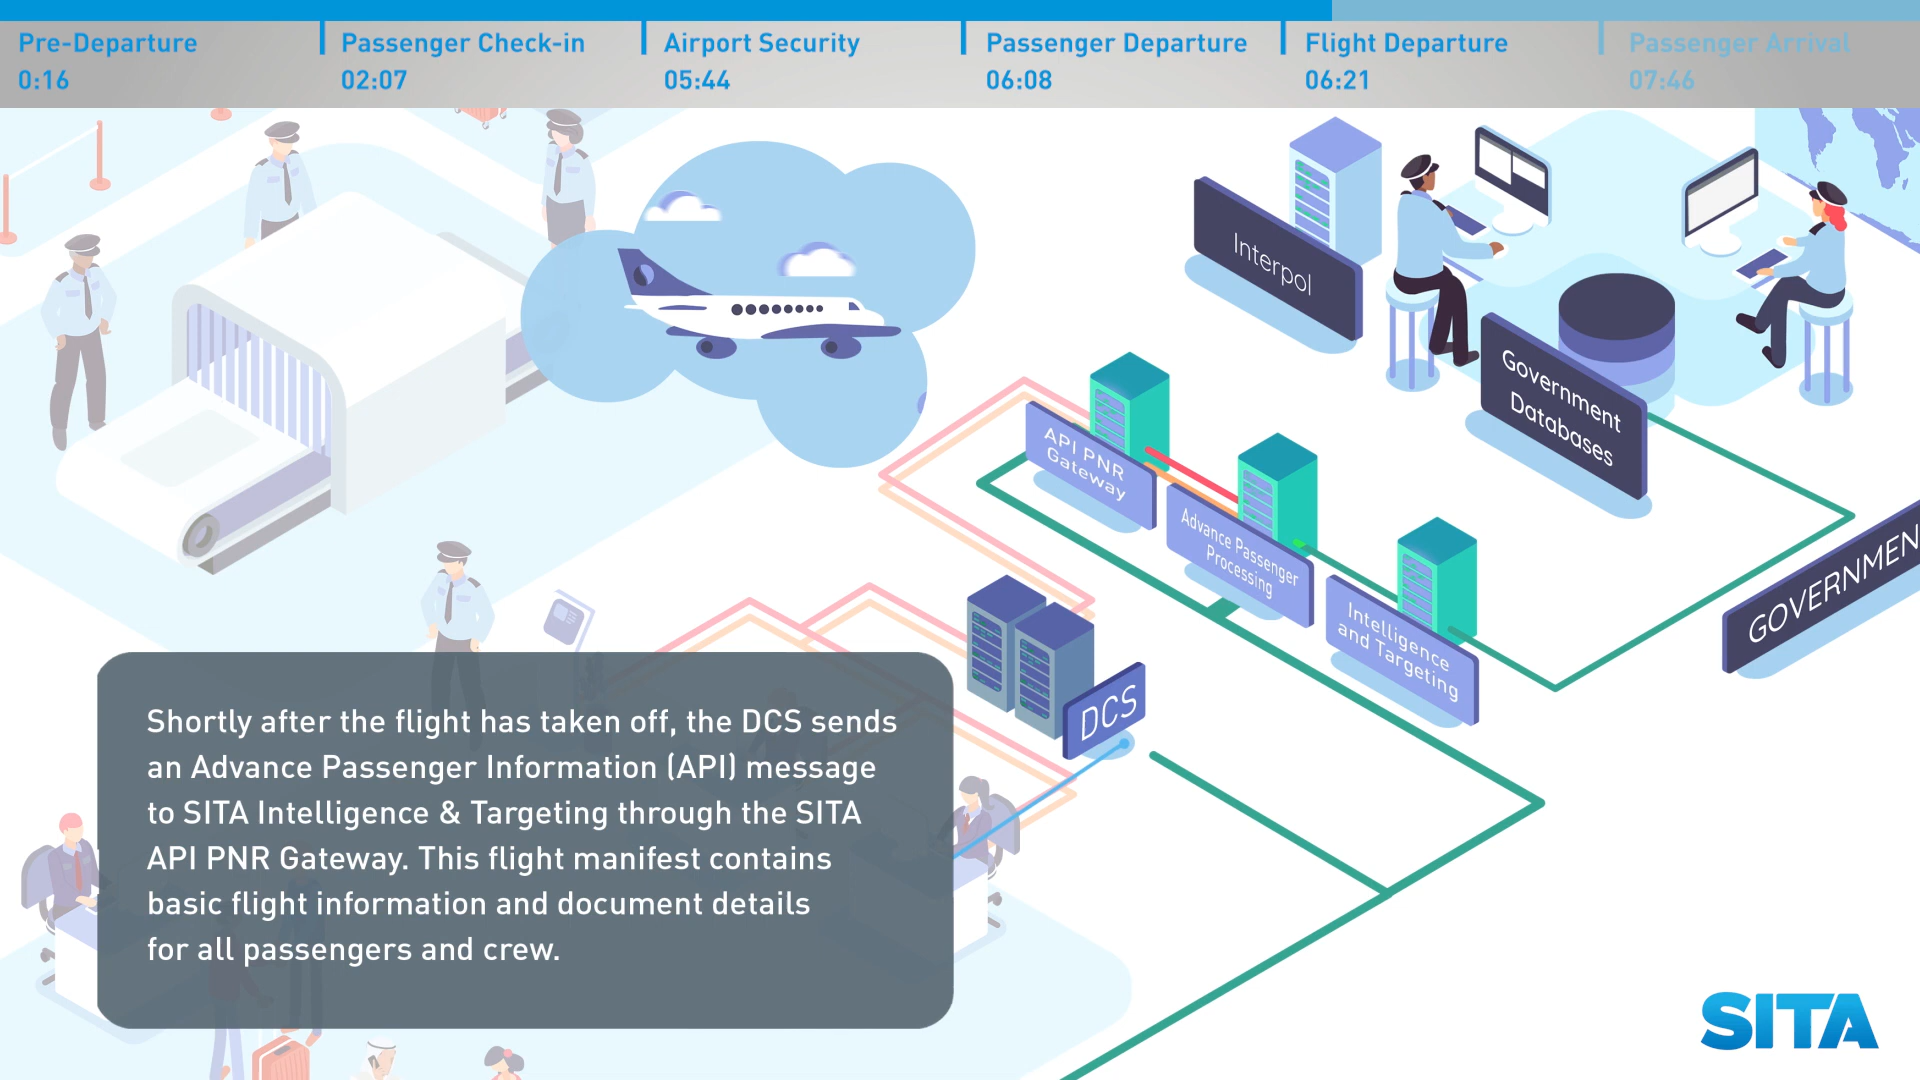 Pre-Departure
0:16
Passenger Check-in
02:07
Airport Security
05:44
Passenger Departure
06:08
Flight Departure
06:21
Passenger Arrival
07:46
Interpol
Government
Databases
API PNR
Gateway
Advance Passenger
Processing
Intelligence
and Targeting
GOVERNMEN
DCS
Shortly after the flight has taken off, the DCS sends
an Advance Passenger Information (API) message
to SITA Intelligence & Targeting through the SITA
API PNR Gateway. This flight manifest contains
basic flight information and document details
for all passengers and crew.
SITA